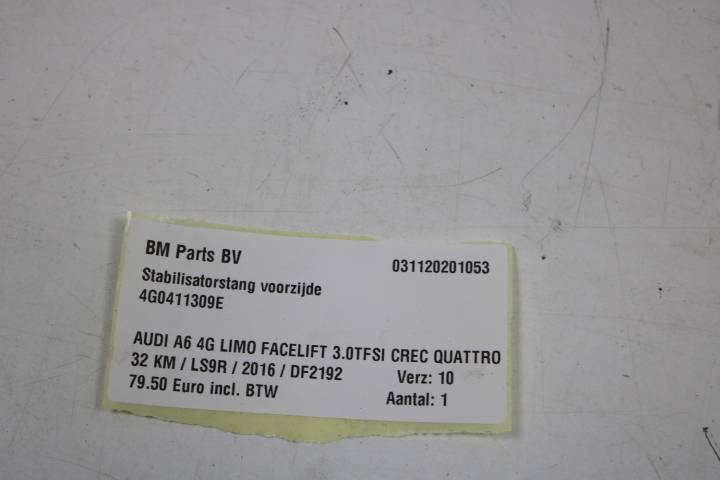 BM Parts BV 031120201053
Stabilisatorstang voorzijde
4G0411309E
AUDI A6 4G LIMO FACELIFT 3.0TFSI CREC QUATTRO
32 KM / LS9R / 2016 / DF2192 Verz: 10
79.50 Euro incl. BTW Aantal: 1